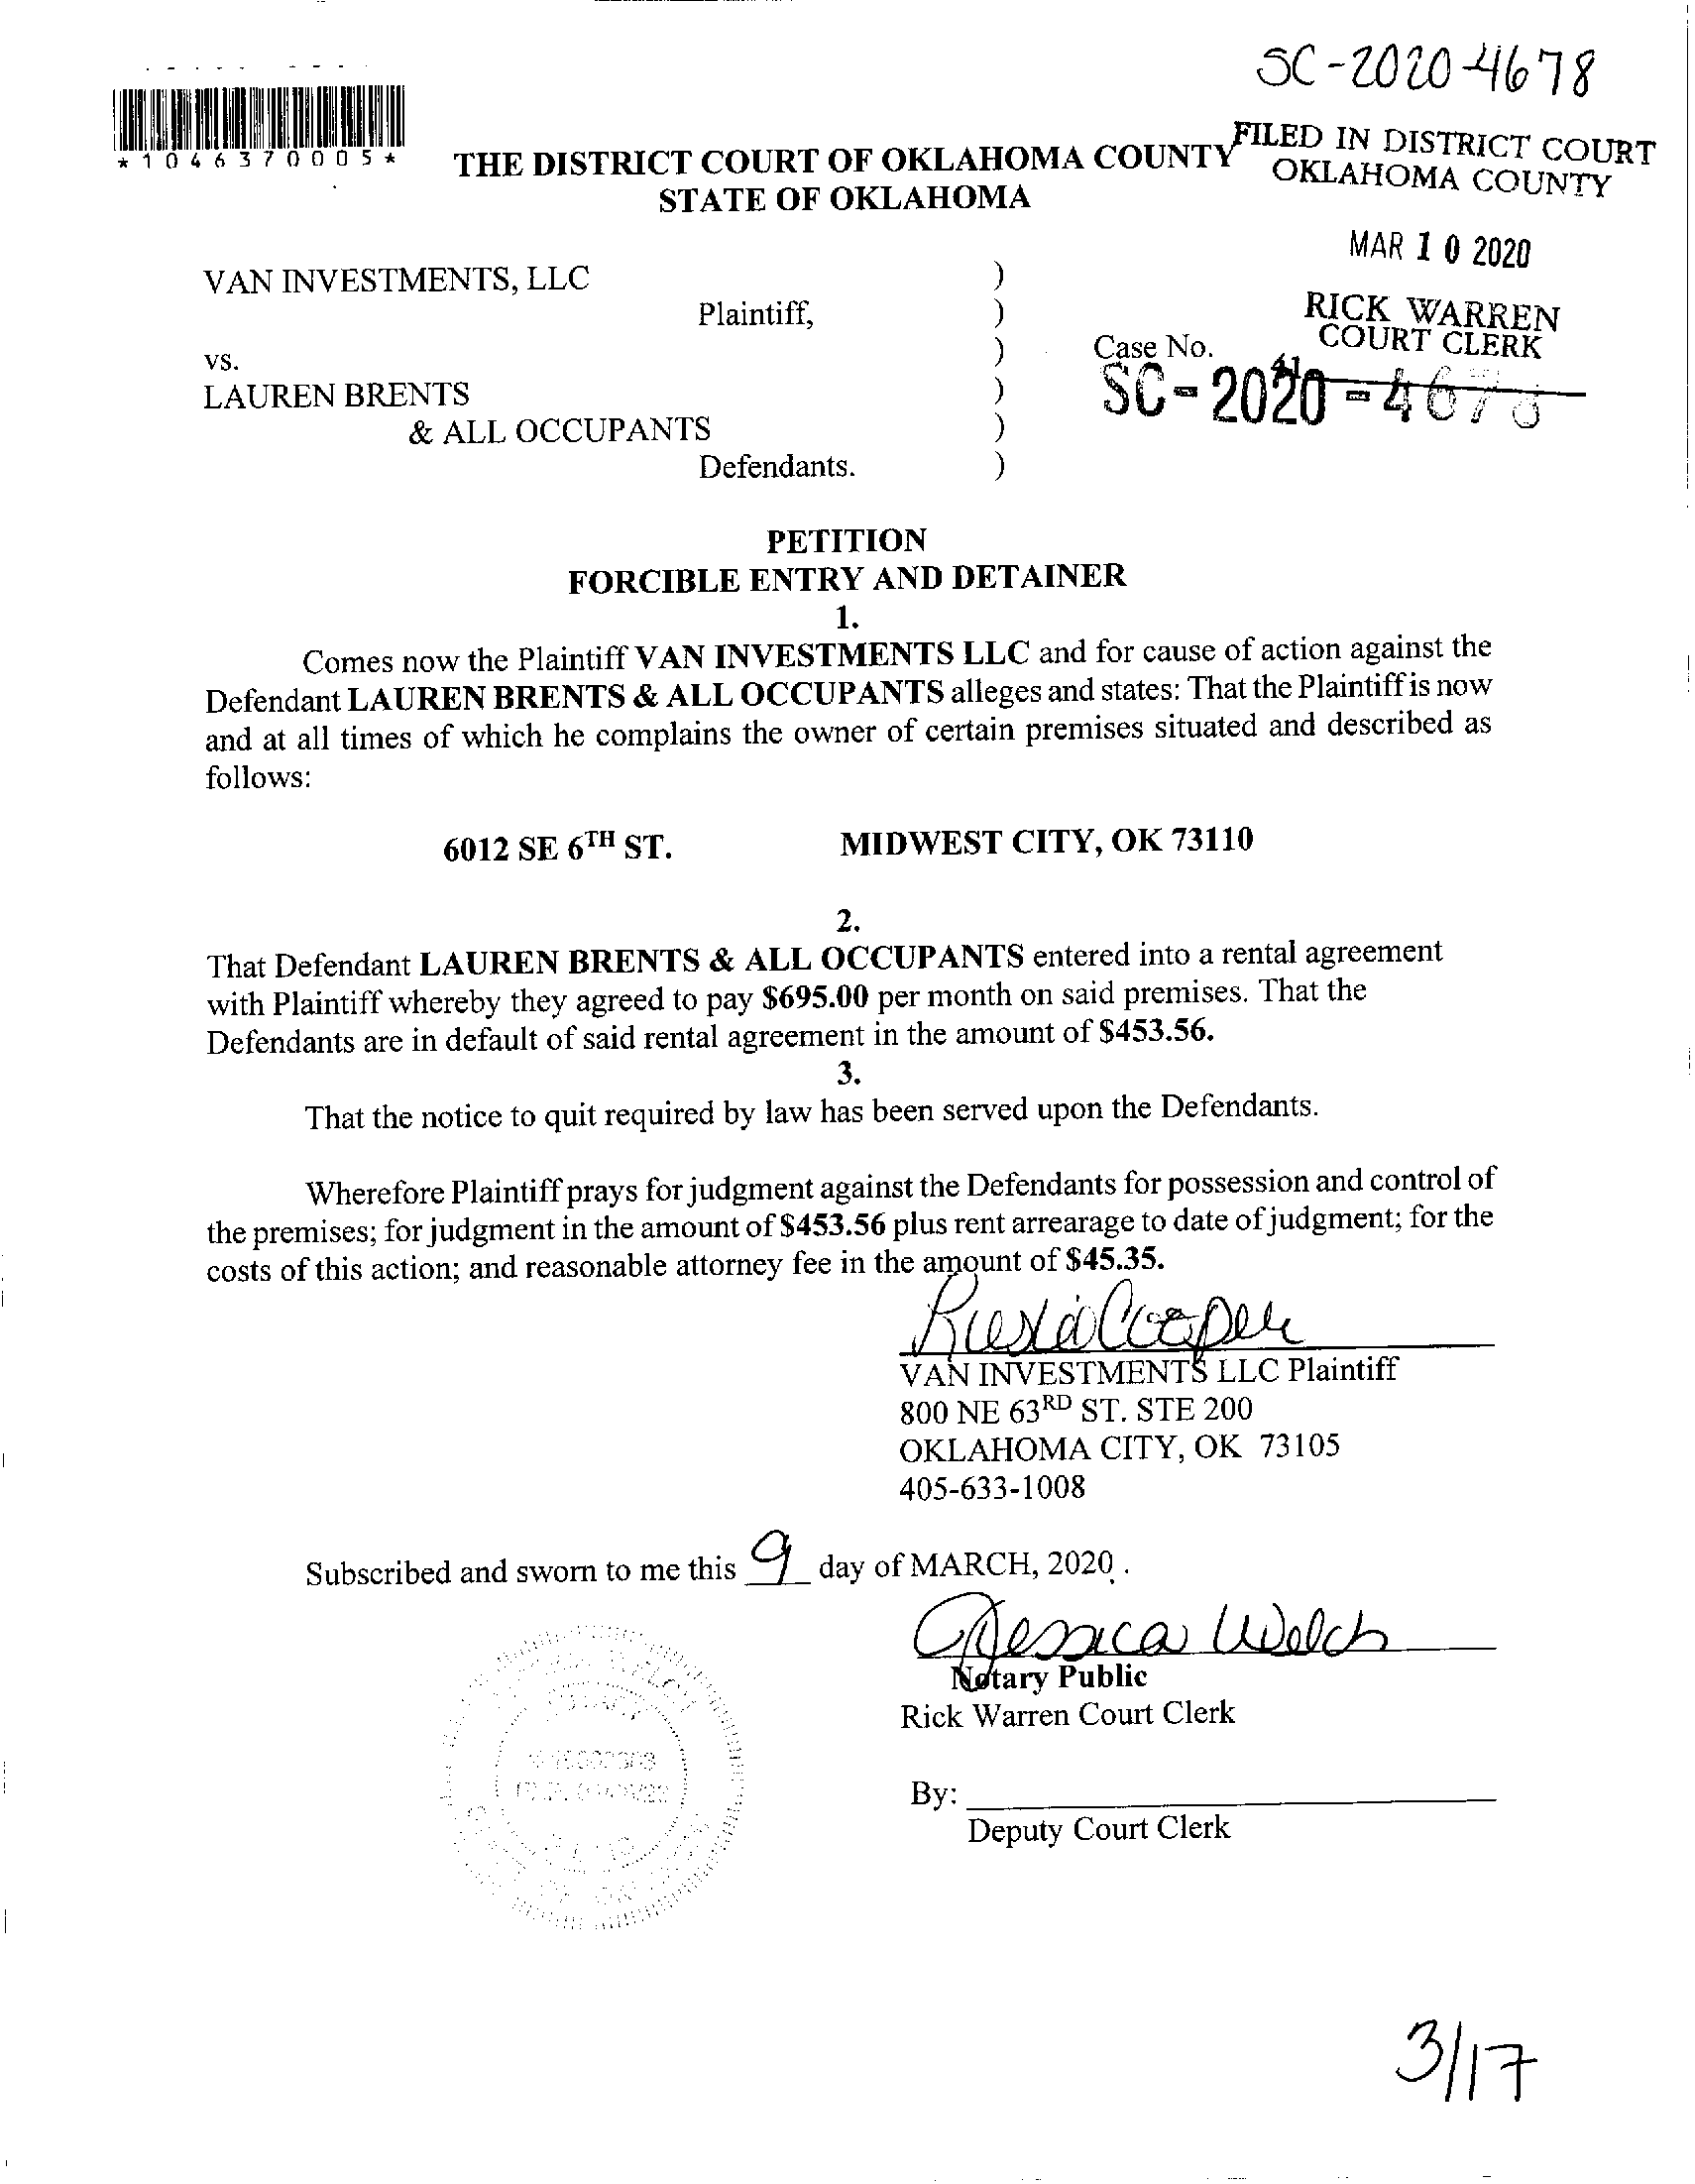 SC-2020-4678
*1046370005*
FILED IN DISTRICT COURT
OKLAHOMA COUNTY
THE DISTRICT COURT OF OKLAHOMA COUNTY
STATE OF OKLAHOMA
MAR 10 2020
RICK WARREN
COURT CLERK
VAN INVESTMENTS, LLC )
Plaintiff, )
vs. ) Case No.
LAUREN BRENTS ) SC-2020-
& ALL OCCUPANTS )
Defendants. )
PETITION
FORCIBLE ENTRY AND DETAINER
1.
Comes now the Plaintiff VAN INVESTMENTS LLC and for cause of action against the
Defendant LAUREN BRENTS & ALL OCCUPANTS alleges and states: That the Plaintiff is now
and at all times of which he complains the owner of certain premises situated and described as
follows:
6012 SE 6TH ST. MIDWEST CITY, OK 73110
2.
That Defendant LAUREN BRENTS & ALL OCCUPANTS entered into a rental agreement
with Plaintiff whereby they agreed to pay $695.00 per month on said premises. That the
Defendants are in default of said rental agreement in the amount of $453.56.
3.
That the notice to quit required by law has been served upon the Defendants.
Wherefore Plaintiff prays for judgment against the Defendants for possession and control of
the premises; for judgment in the amount of $453.56 plus rent arrearage to date of judgment; for the
costs of this action; and reasonable attorney fee in the amount of $45.35.
Cooper
VAN INVESTMENTS LLC Plaintiff
800 NE 63RD ST. STE 200
OKLAHOMA CITY, OK 73105
405-633-1008
Subscribed and sworn to me this 9 day of MARCH, 2020.
Jessica Welch
Notary Public
Rick Warren Court Clerk
By:
Deputy Court Clerk
3/17